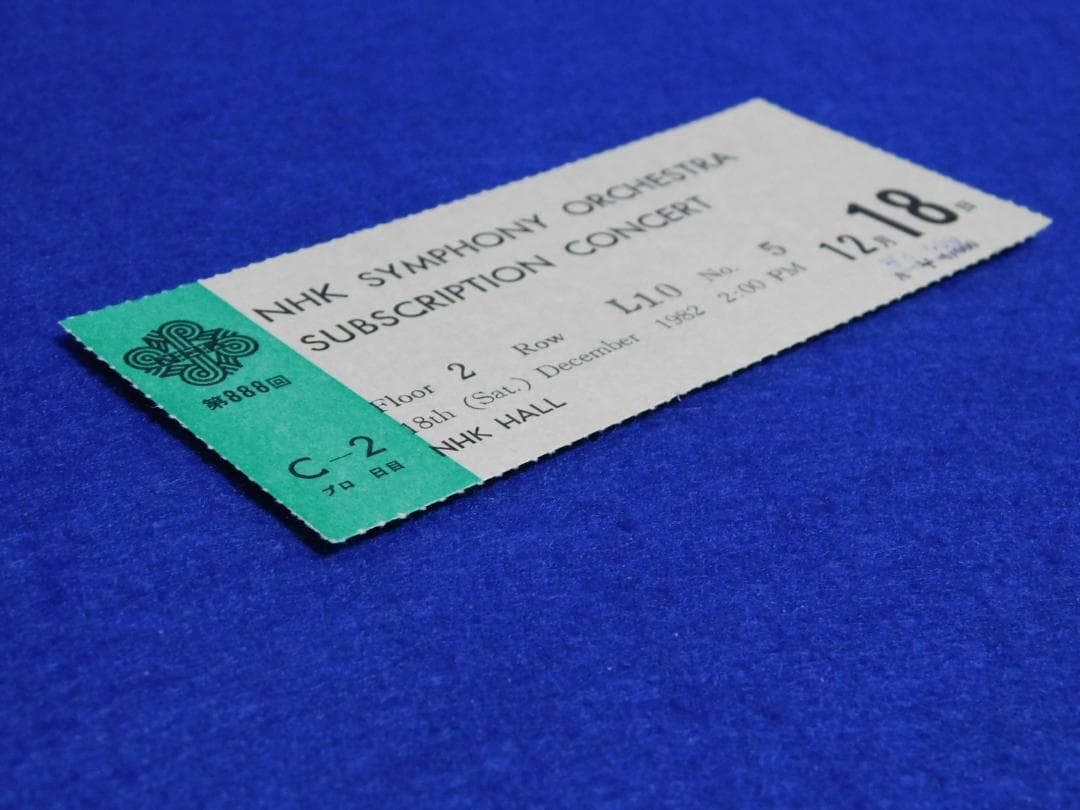 第888回
C-2
プロ 日目
NHK SYMPHONY ORCHESTRA
SUBSCRIPTION CONCERT
Floor 2 Row L10 No. 5
18th (Sat.) December 1982 2:00 PM
NHK HALL
12月18日